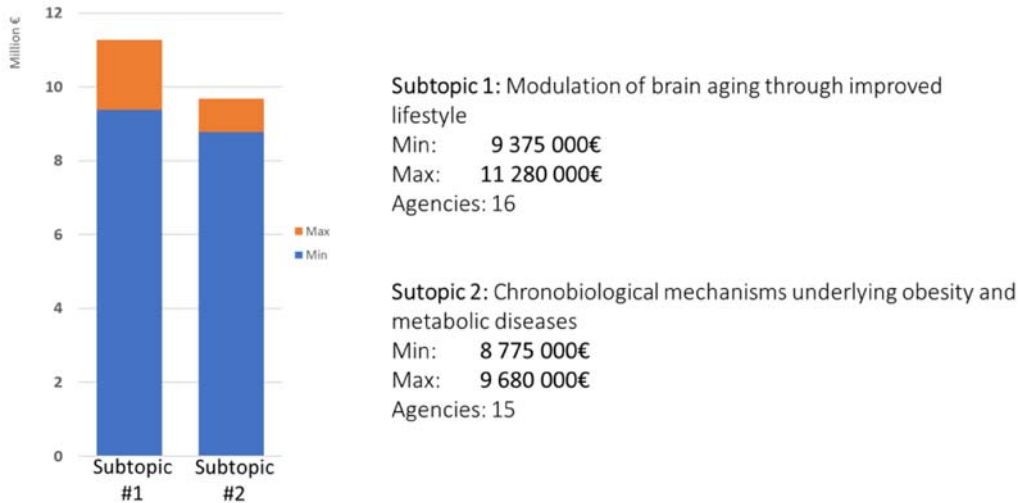 Million €
12
10
8
6
4
2
0
Subtopic
#1
Subtopic
#2
Max
Min
Subtopic 1: Modulation of brain aging through improved
lifestyle
Min: 9 375 000€
Max: 11 280 000€
Agencies: 16
Sutopic 2: Chronobiological mechanisms underlying obesity and
metabolic diseases
Min: 8 775 000€
Max: 9 680 000€
Agencies: 15